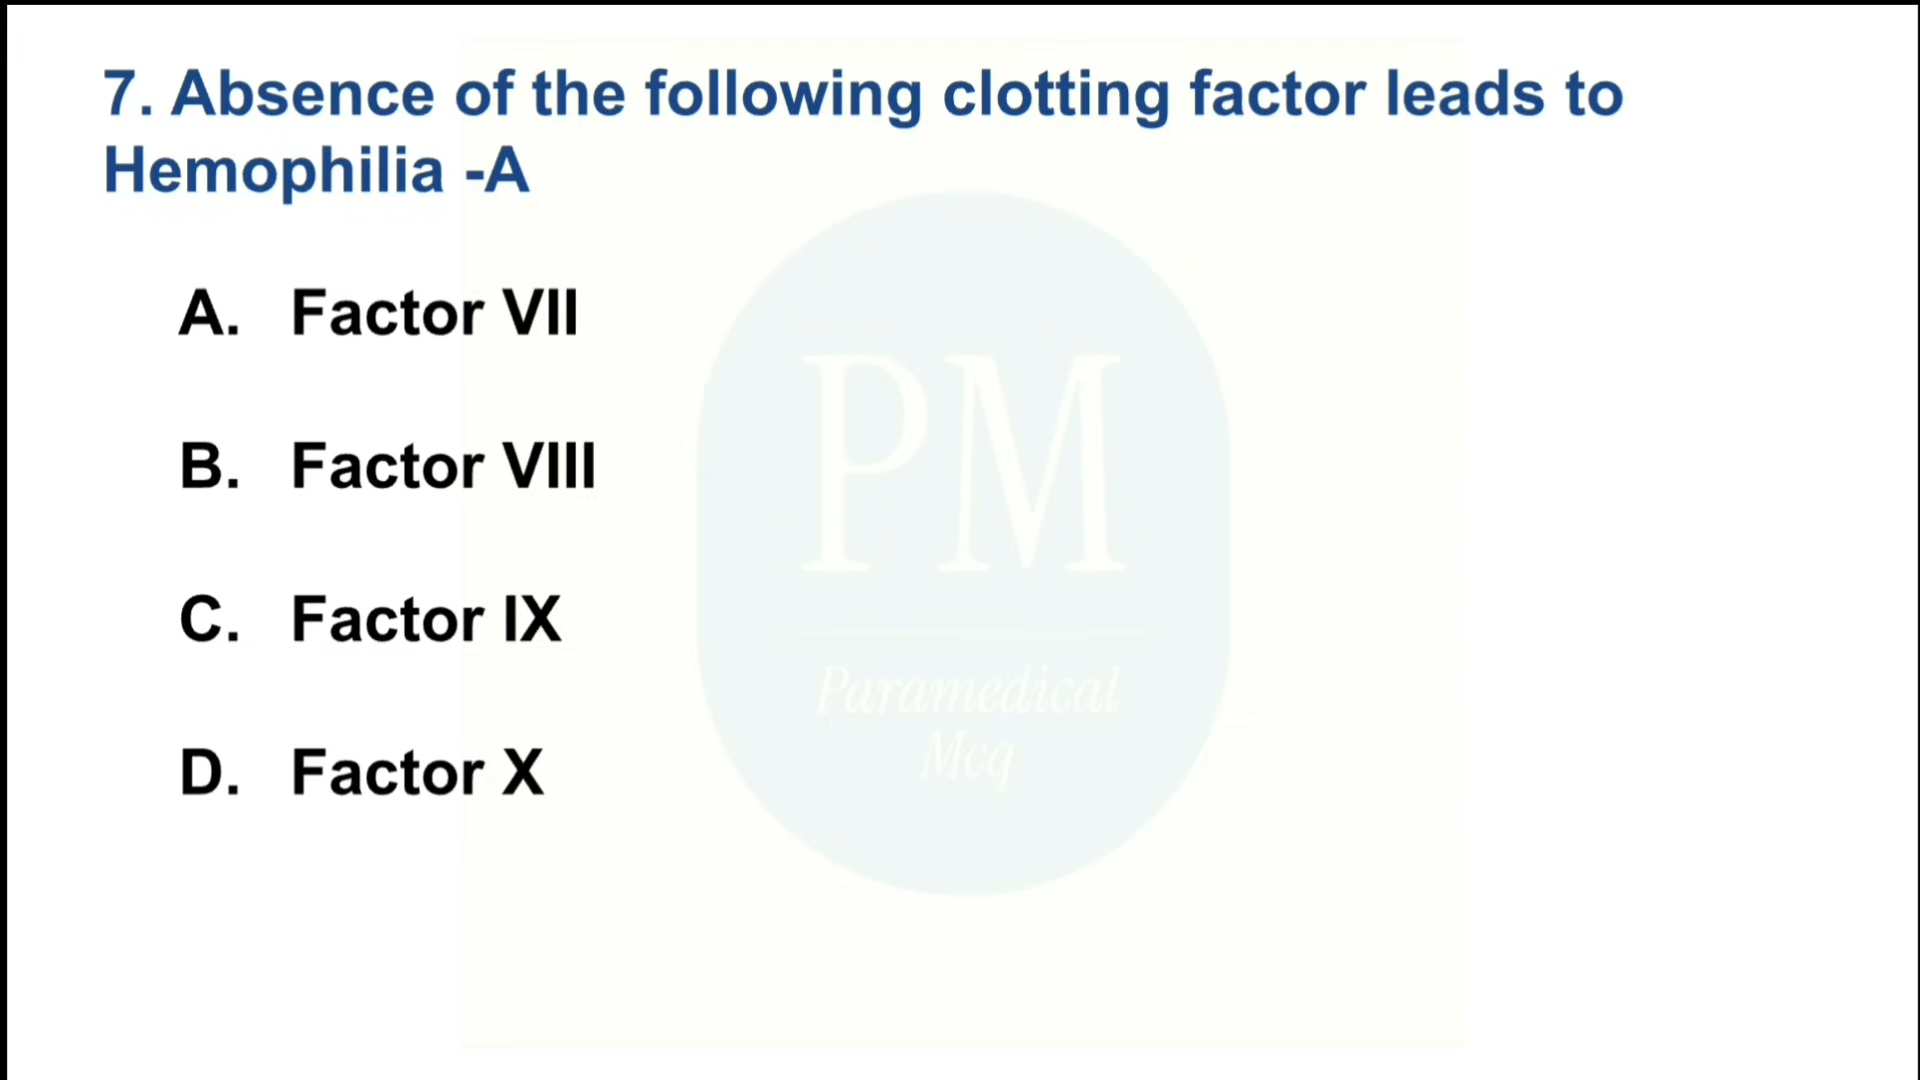 7. Absence of the following clotting factor leads to
Hemophilia -A
A. Factor VII
B. Factor VIII
C. Factor IX
D. Factor X
PM
Paramedical
Mcq